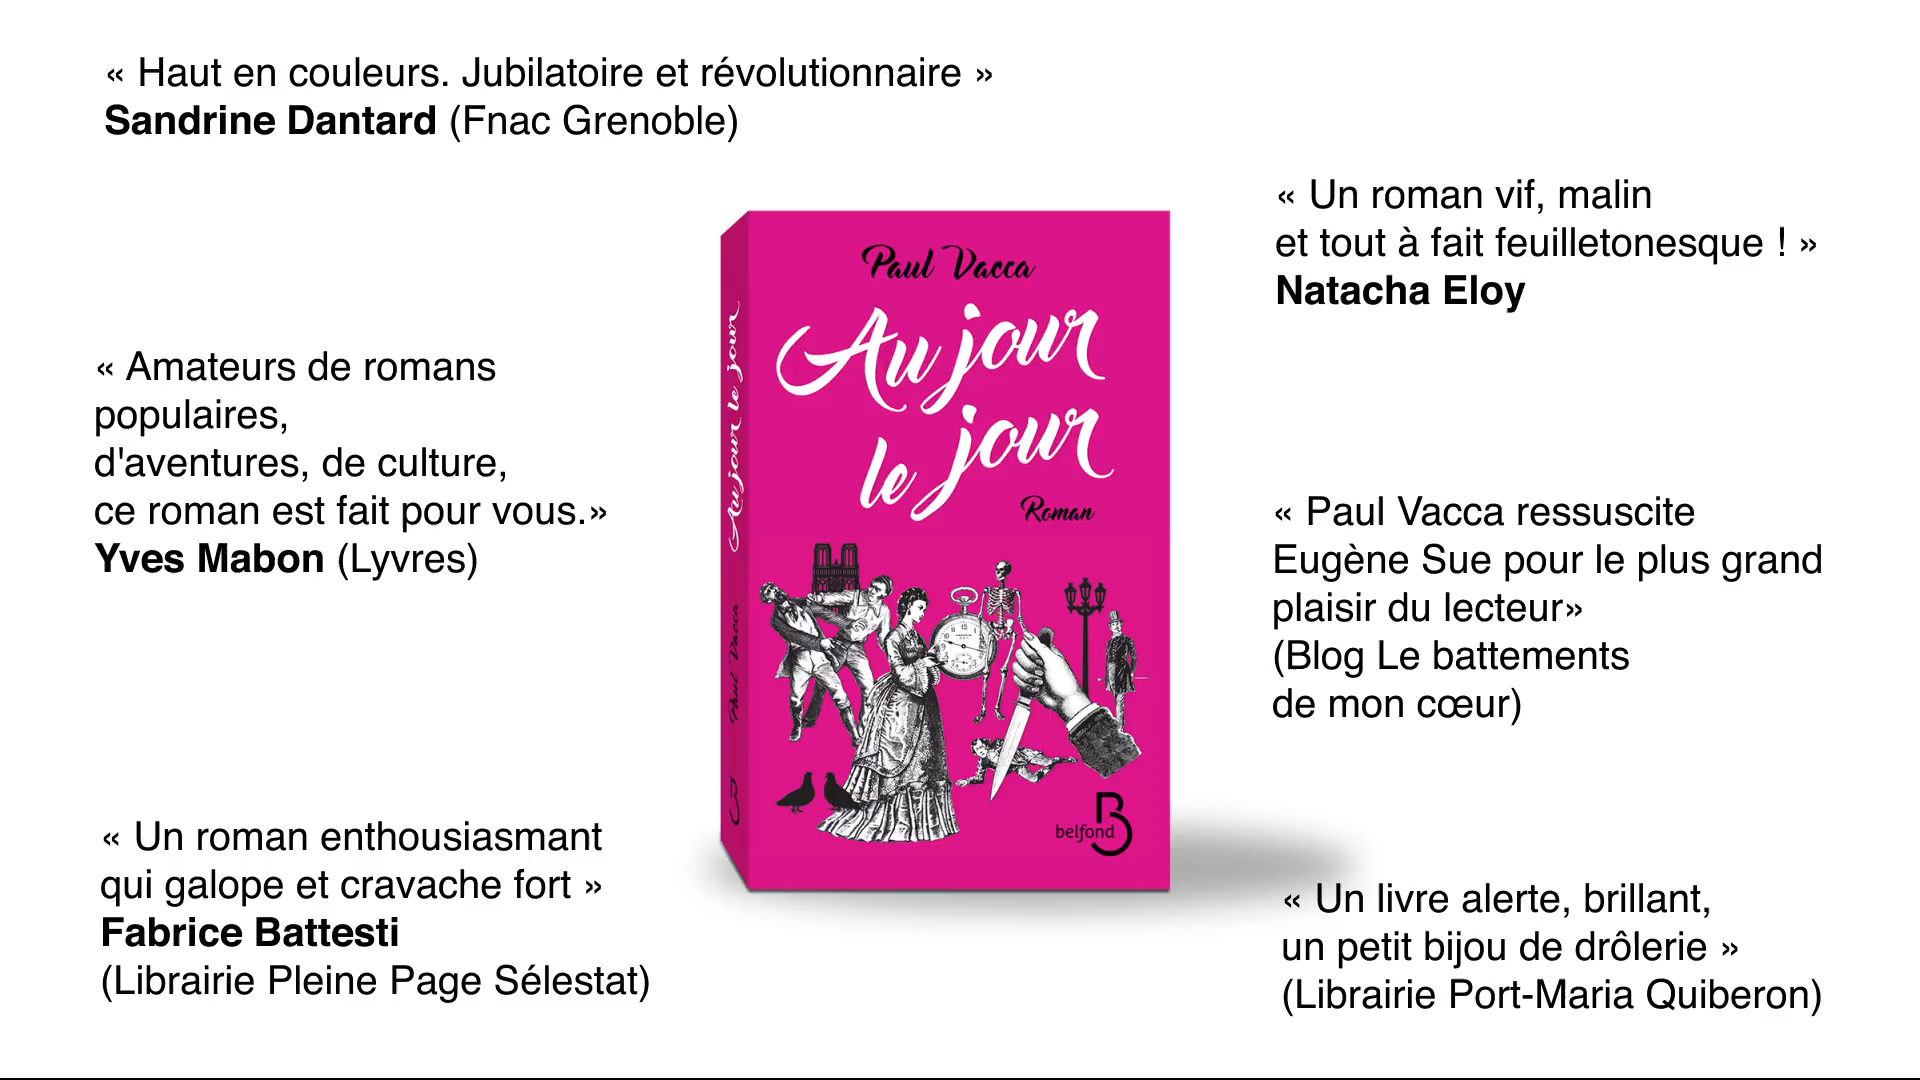 « Haut en couleurs. Jubilatoire et révolutionnaire »
Sandrine Dantard (Fnac Grenoble)
« Amateurs de romans
populaires,
d'aventures, de culture,
ce roman est fait pour vous.»
Yves Mabon (Lyvres)
« Un roman enthousiasmant
qui galope et cravache fort »
Fabrice Battesti
(Librairie Pleine Page Sélestat)
Au jour le jour
Paul Vacca
Paul Vacca
Au jour
le jour
Roman
belfond
« Un roman vif, malin
et tout à fait feuilletonesque ! »
Natacha Eloy
« Paul Vacca ressuscite
Eugène Sue pour le plus grand
plaisir du lecteur»
(Blog Le battements
de mon cœur)
« Un livre alerte, brillant,
un petit bijou de drôlerie »
(Librairie Port-Maria Quiberon)